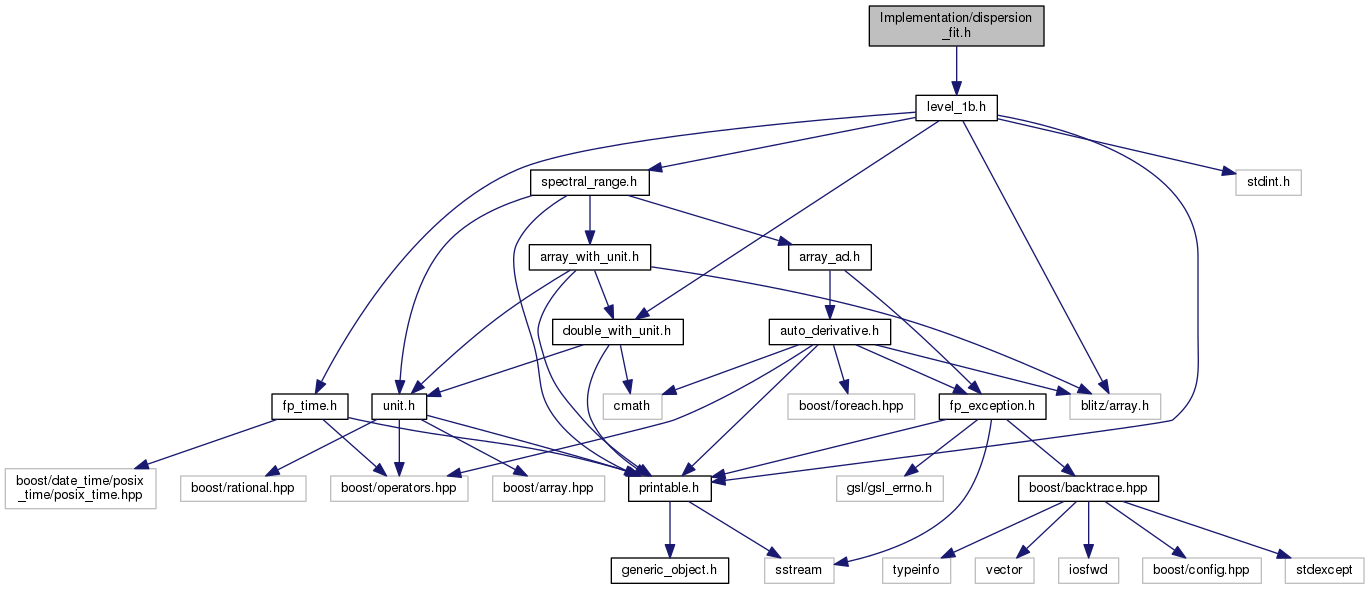 Implementation/dispersion
_fit.h
level_1b.h
spectral_range.h
stdint.h
array_with_unit.h
array_ad.h
double_with_unit.h
auto_derivative.h
fp_time.h
unit.h
cmath
boost/foreach.hpp
fp_exception.h
blitz/array.h
boost/date_time/posix
_time/posix_time.hpp
boost/rational.hpp
boost/operators.hpp
boost/array.hpp
printable.h
gsl/gsl_errno.h
boost/backtrace.hpp
generic_object.h
sstream
typeinfo
vector
iosfwd
boost/config.hpp
stdexcept